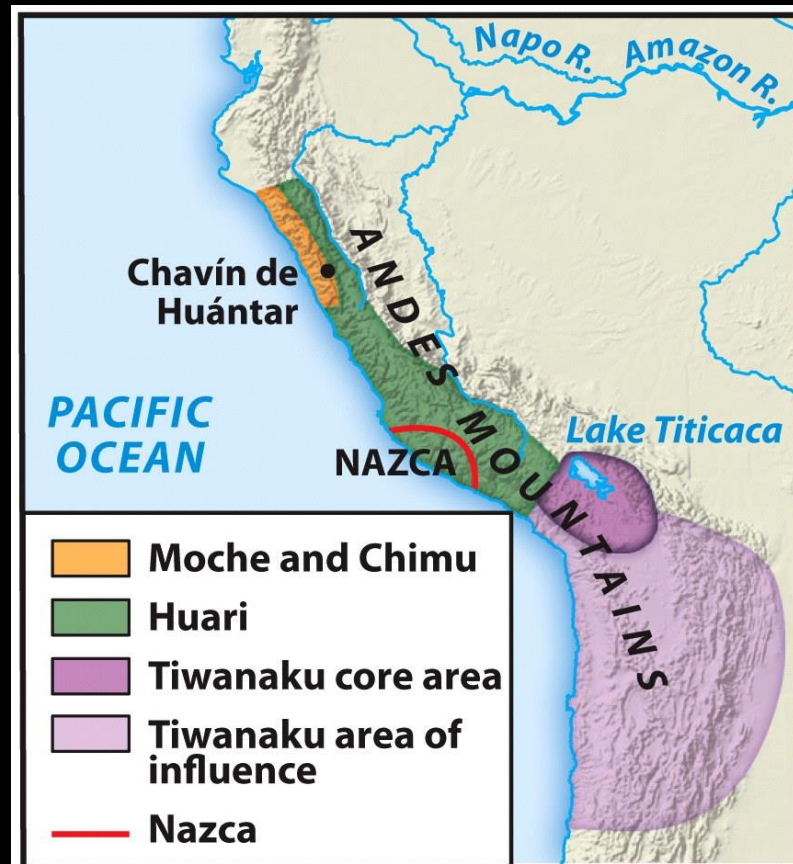 Napo R.
Amazon R.
ANDES MOUNTAINS
Chavín de
Huántar
PACIFIC
OCEAN
Lake Titicaca
NAZCA
Moche and Chimu
Huari
Tiwanaku core area
Tiwanaku area of
influence
Nazca